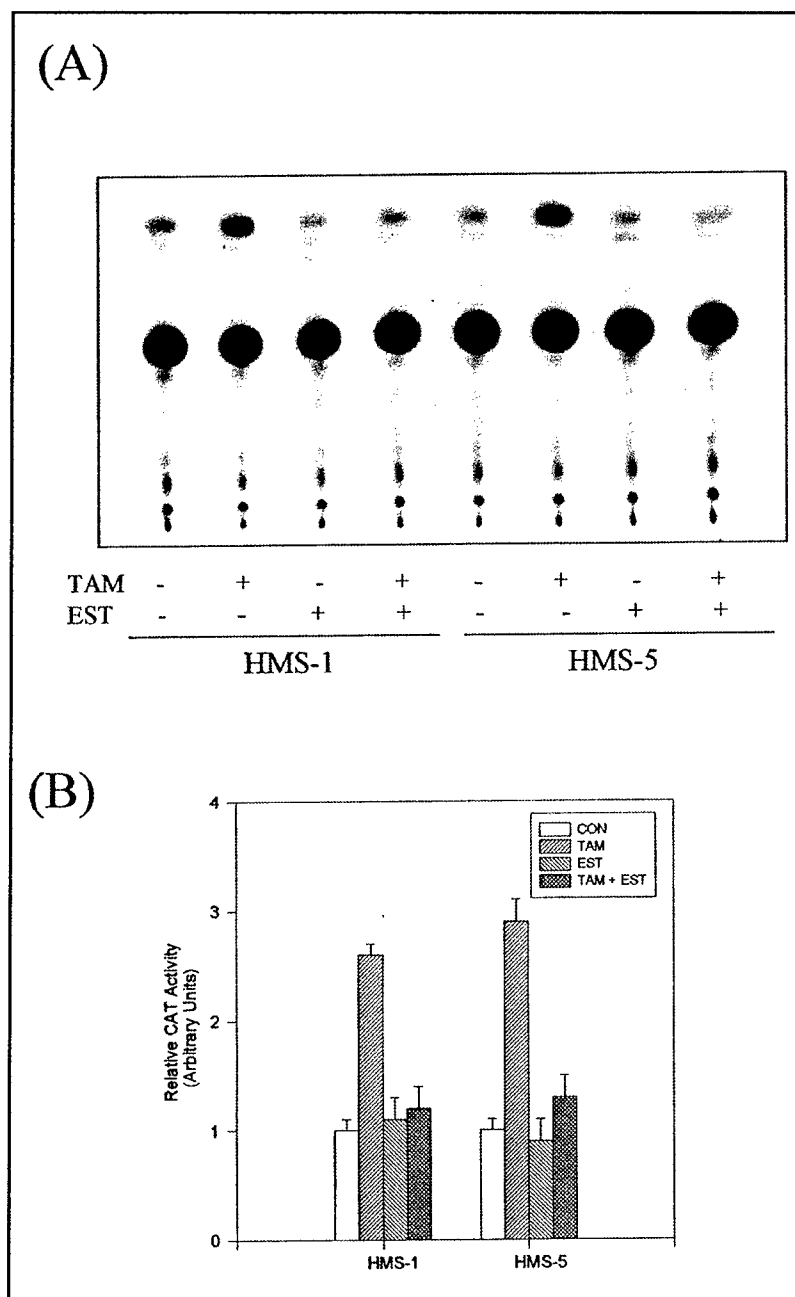 (A)
TAM - + - + - + - +
EST - - + + - - + +
HMS-1 HMS-5
(B)
4
3
2
1
0
Relative CAT Activity
(Arbitrary Units)
CON
TAM
EST
TAM + EST
HMS-1 HMS-5